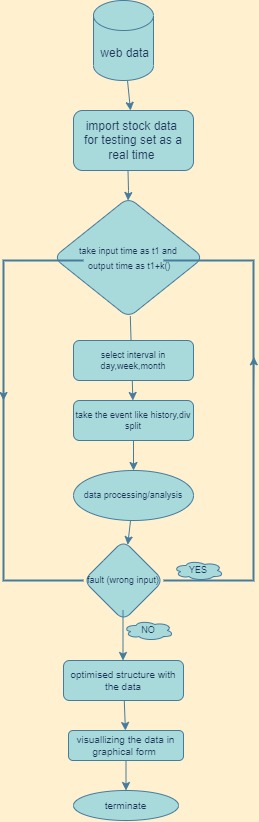 web data
import stock data
for testing set as a
real time
take input time as t1 and
output time as t1+k()
select interval in
day,week,month
take the event like history,div
split
data processing/analysis
fault (wrong input)
YES
NO
optimised structure with
the data
visuallizing the data in
graphical form
terminate